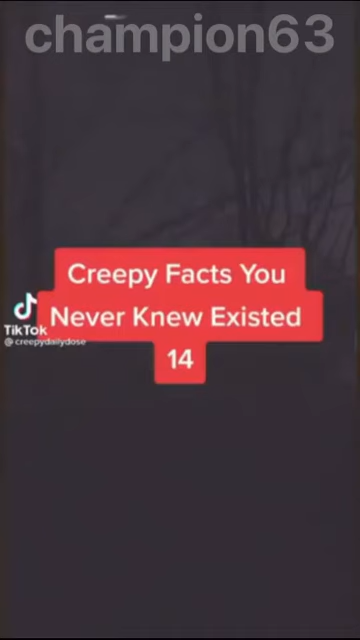 champion63
Creepy Facts You
Never Knew Existed
14
TikTok
@creepydailydose